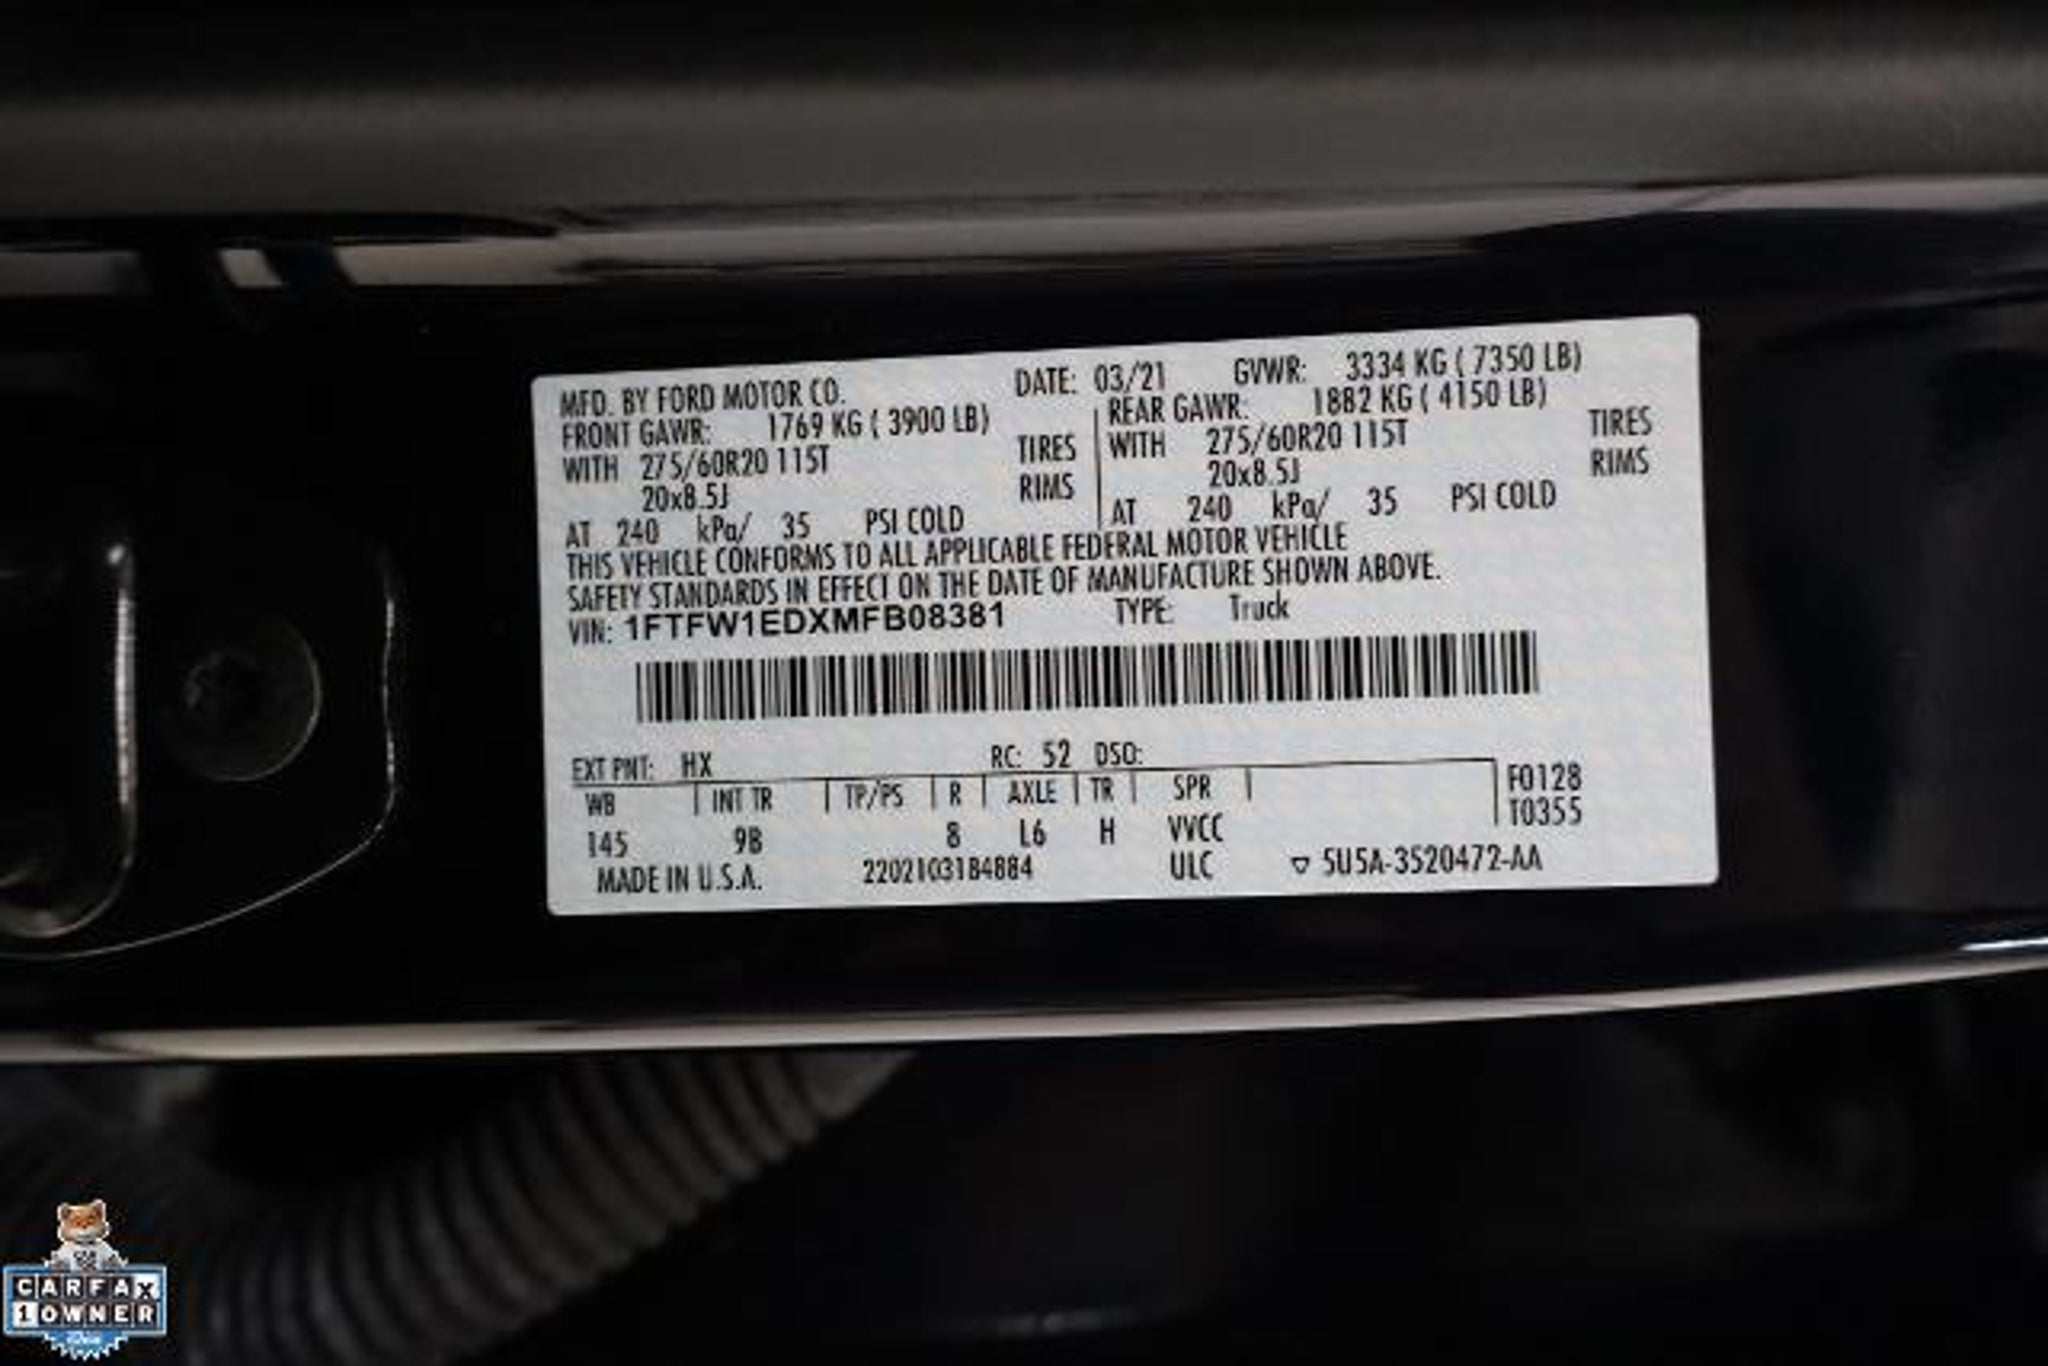 MFD. BY FORD MOTOR CO. DATE: 03/21 GVWR: 3334 KG ( 7350 LB)
FRONT GAWR: 1769 KG ( 3900 LB) REAR GAWR: 1882 KG ( 4150 LB)
WITH 275/60R20 115T TIRES WITH 275/60R20 115T TIRES
20x8.5J RIMS 20x8.5J RIMS
AT 240 kPa/ 35 PSI COLD AT 240 kPa/ 35 PSI COLD
THIS VEHICLE CONFORMS TO ALL APPLICABLE FEDERAL MOTOR VEHICLE
SAFETY STANDARDS IN EFFECT ON THE DATE OF MANUFACTURE SHOWN ABOVE.
VIN: 1FTFW1EDXMFB08381 TYPE: Truck
EXT PNT: HX RC: 52 DSO:
WB INT TR TP/PS R AXLE TR SPR F0128
T0355
145 9B 8 L6 H VVCC
MADE IN U.S.A. 2202103184884 ULC ▽ 5U5A-3520472-AA
CARFAX
1 OWNER